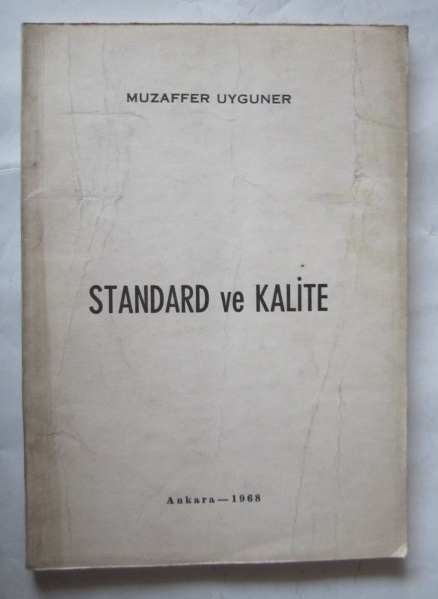 MUZAFFER UYGUNER
STANDARD ve KALİTE
Ankara—1968